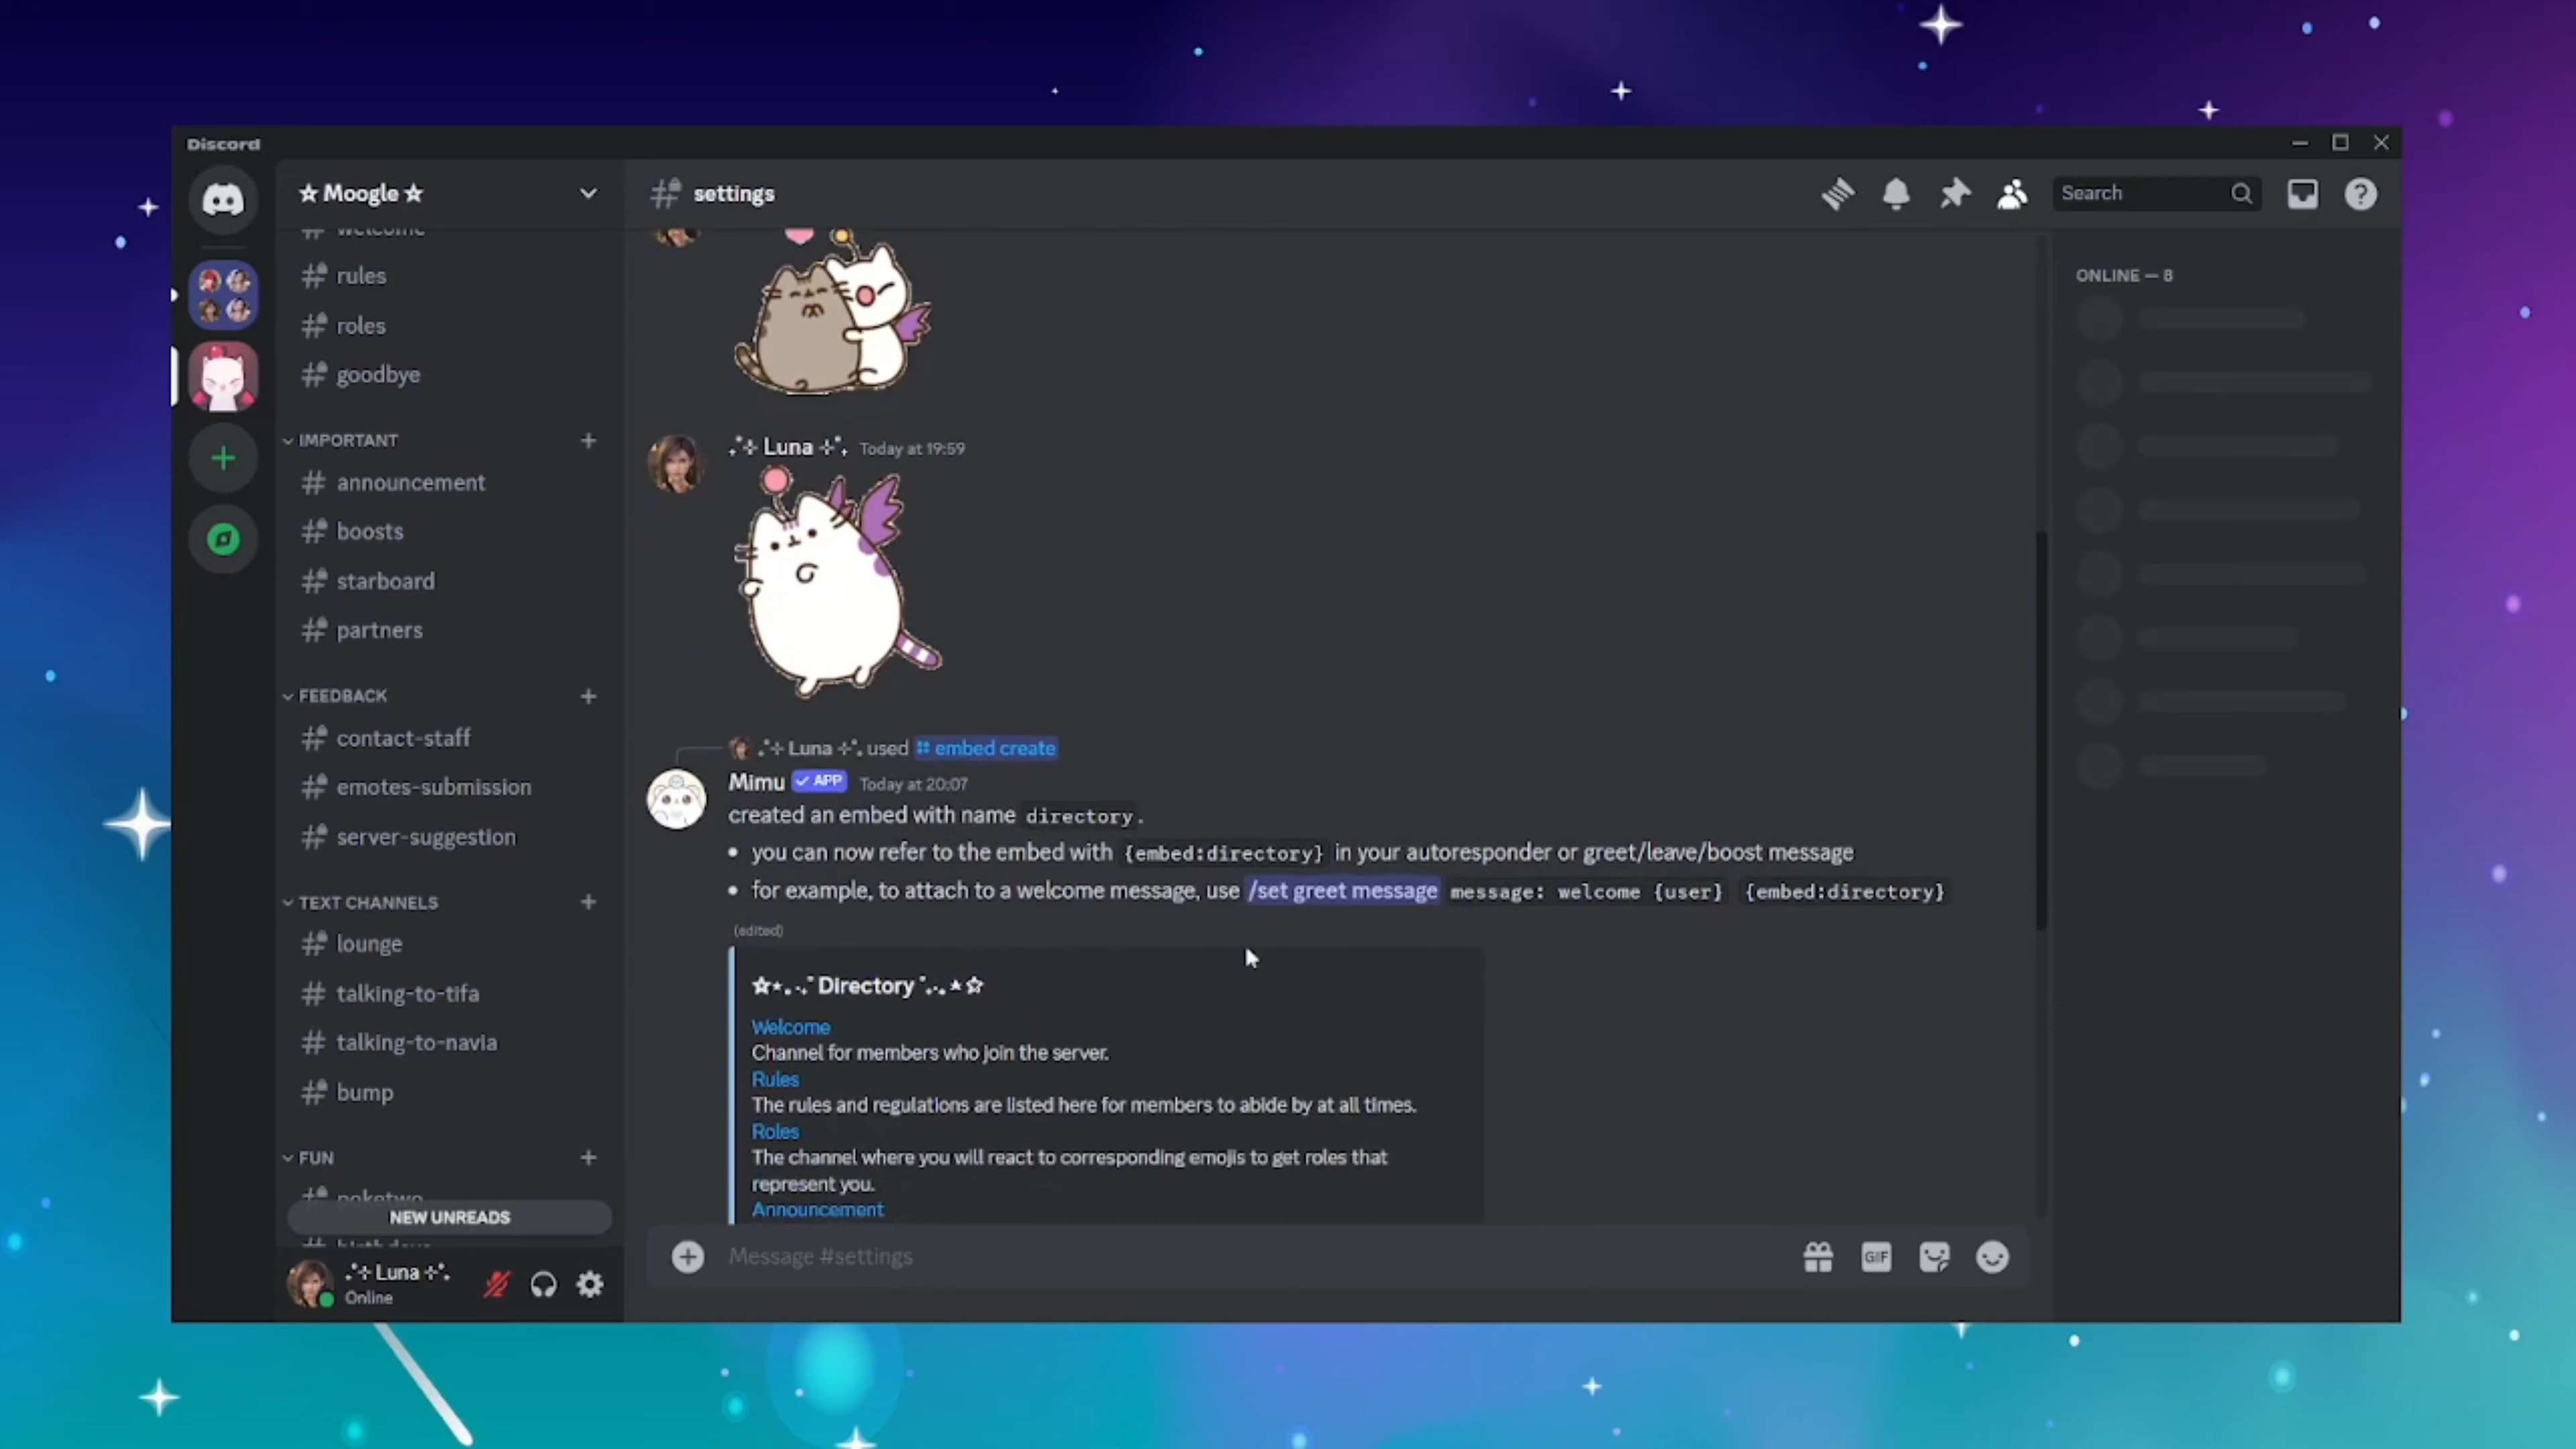 Discord
☆ Moogle ☆
welcome
rules
roles
goodbye
IMPORTANT
announcement
boosts
starboard
partners
FEEDBACK
contact-staff
emotes-submission
server-suggestion
TEXT CHANNELS
lounge
talking-to-tifa
talking-to-navia
bump
FUN
poketwo
NEW UNREADS
birthdays
.˚⊹ Luna ⊹˚.
Online
settings
Search
.˚⊹ Luna ⊹˚. Today at 19:59
.˚⊹ Luna ⊹˚. used embed create
Mimu ✓ APP Today at 20:07
created an embed with name directory.
• you can now refer to the embed with {embed:directory} in your autoresponder or greet/leave/boost message
• for example, to attach to a welcome message, use /set greet message message: welcome {user} {embed:directory}
(edited)
☆⋆｡.·˚ Directory ˚.·｡⋆☆
Welcome
Channel for members who join the server.
Rules
The rules and regulations are listed here for members to abide by at all times.
Roles
The channel where you will react to corresponding emojis to get roles that
represent you.
Announcement
Message #settings
GIF
ONLINE — 8